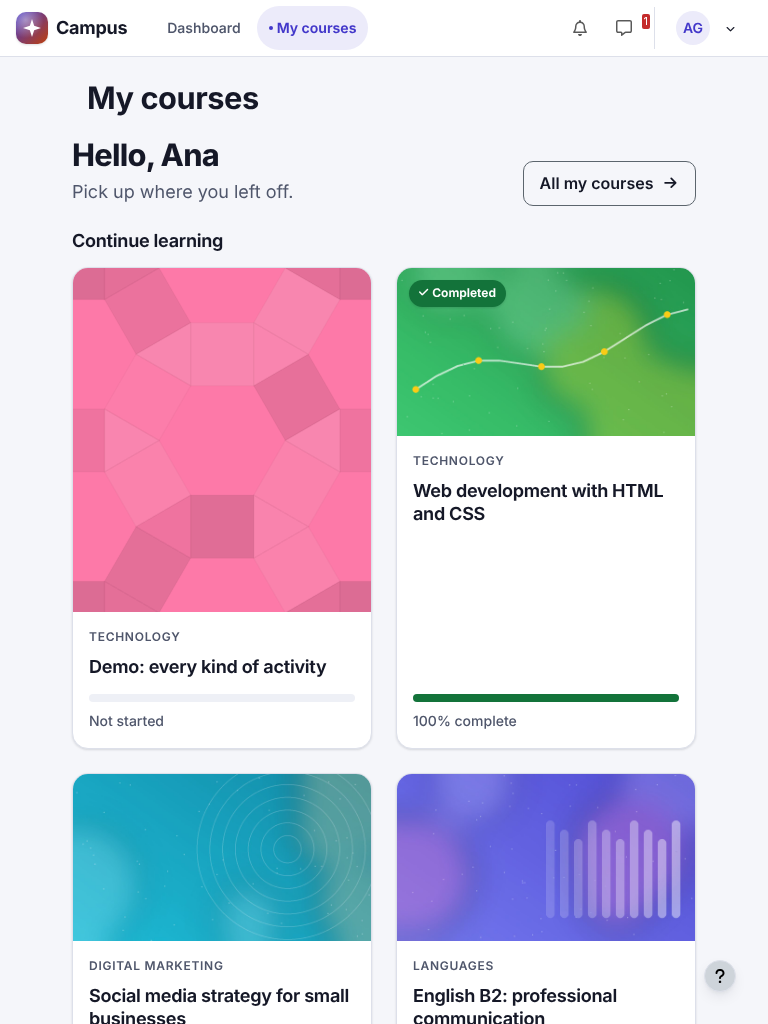 Campus
Dashboard
My courses
1
AG
My courses
Hello, Ana
Pick up where you left off.
All my courses
Continue learning
TECHNOLOGY
Demo: every kind of activity
Not started
Completed
TECHNOLOGY
Web development with HTML
and CSS
100% complete
DIGITAL MARKETING
Social media strategy for small
businesses
LANGUAGES
English B2: professional
communication
?